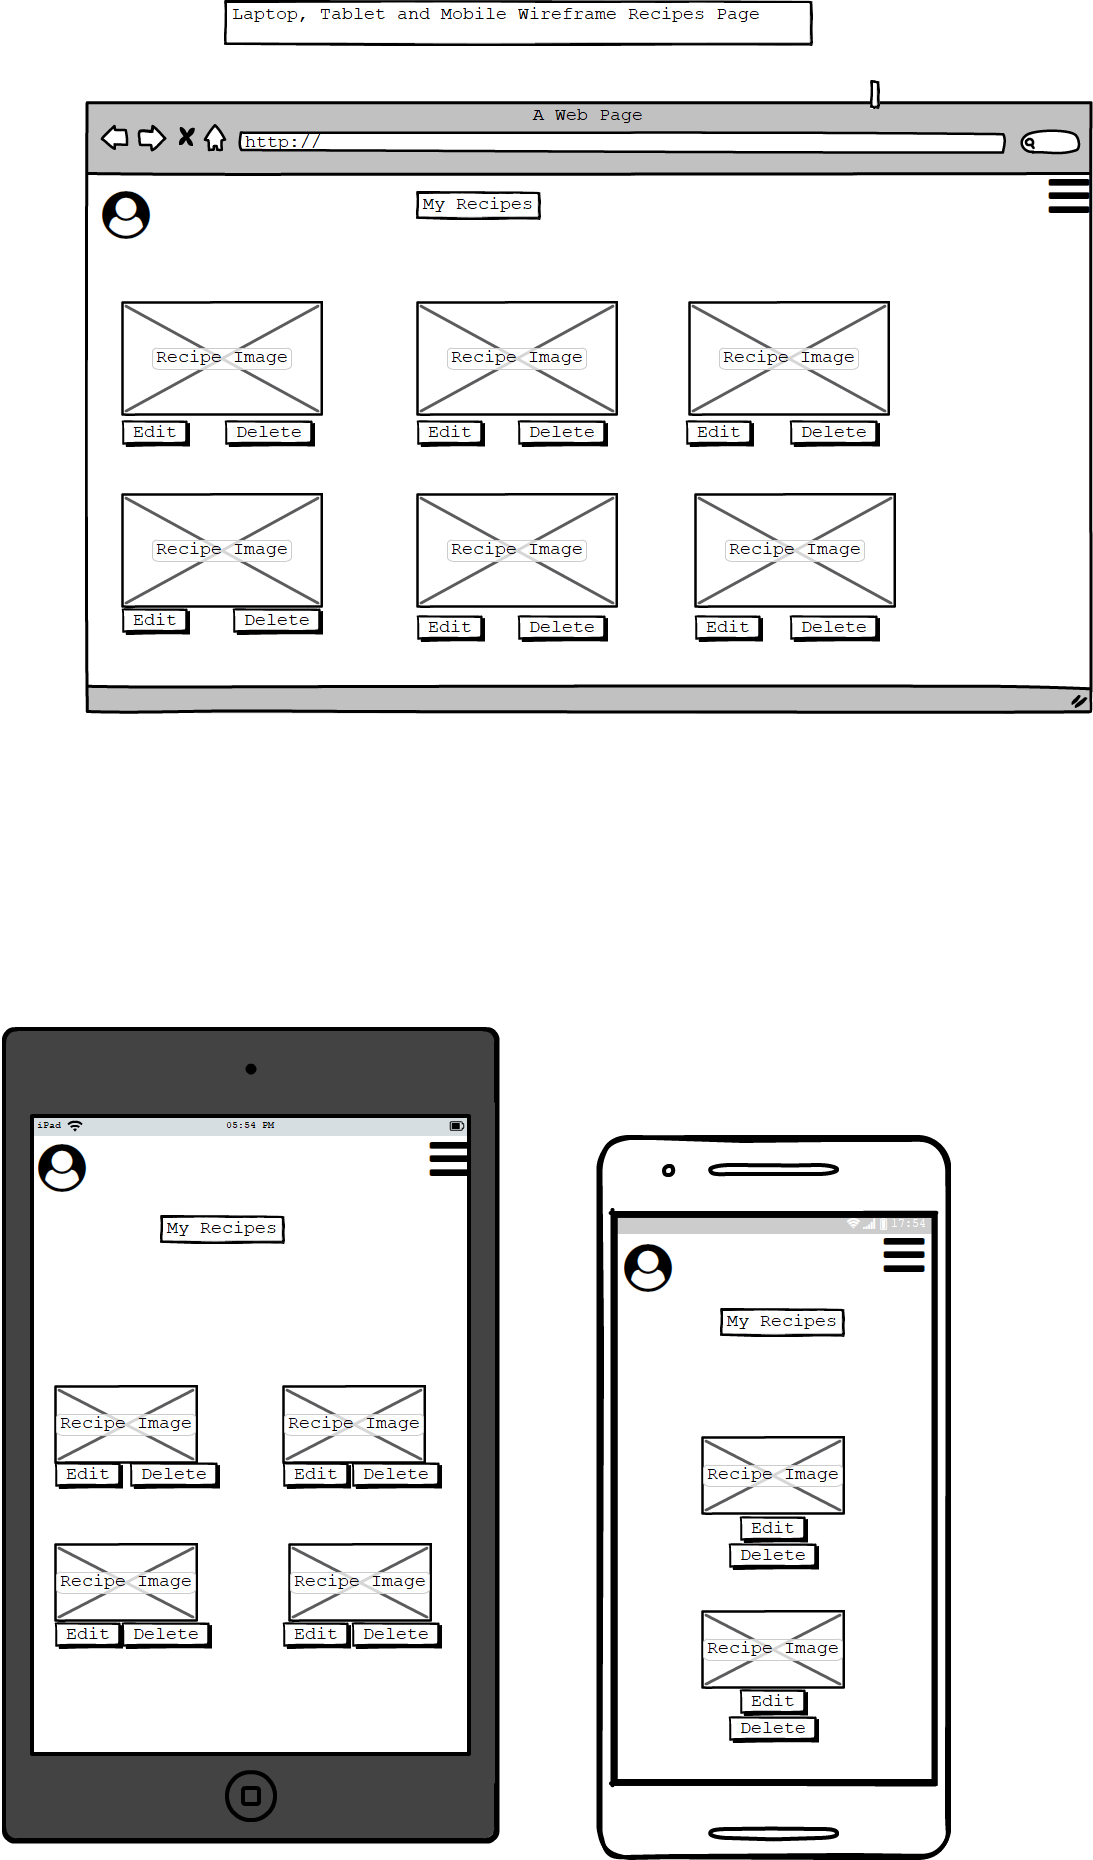 Laptop, Tablet and Mobile Wireframe Recipes Page
A Web Page
http://
My Recipes
Recipe Image Recipe Image Recipe Image
Edit Delete Edit Delete Edit Delete
Recipe Image Recipe Image Recipe Image
Edit Delete Edit Delete Edit Delete
iPad 05:54 PM
My Recipes
Recipe Image Recipe Image
Edit Delete Edit Delete
Recipe Image Recipe Image
Edit Delete Edit Delete
17:54
My Recipes
Recipe Image
Edit
Delete
Recipe Image
Edit
Delete